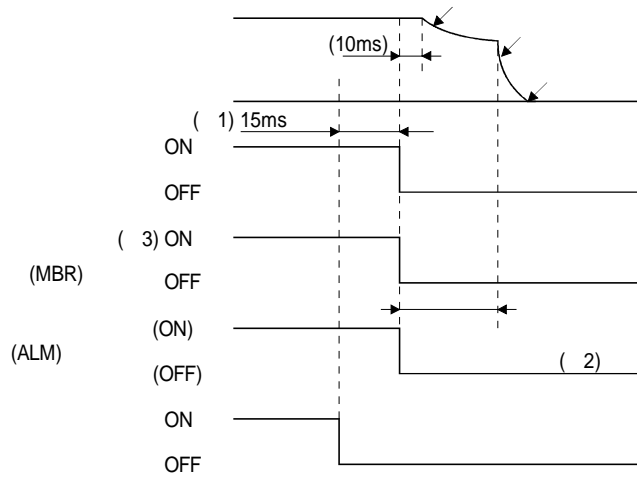 (10ms)
( 1) 15ms
ON
OFF
( 3) ON
(MBR)
OFF
(ON)
(ALM)
(OFF)
( 2)
ON
OFF